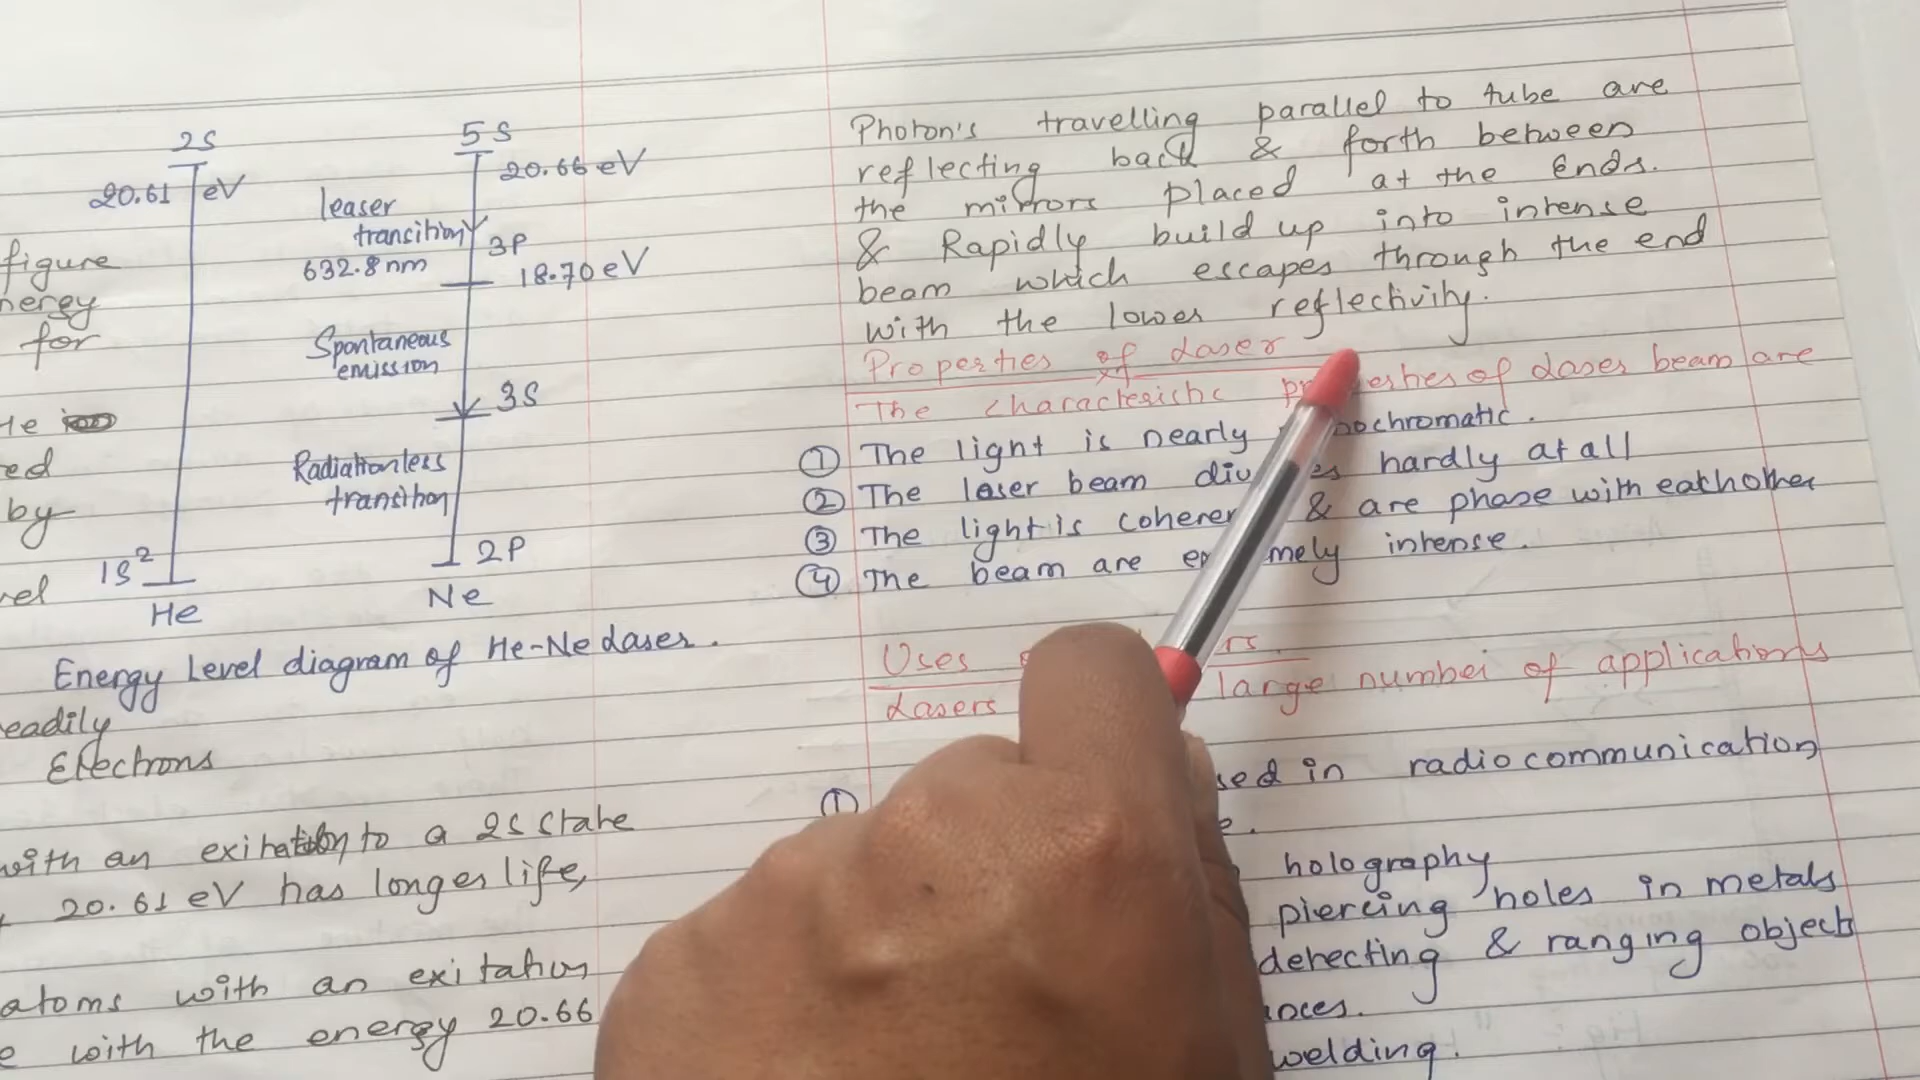 2S
20.61 eV
1S²
He
5S
20.66 eV
leaser
transition
632.8nm
3P
18.70 eV
Spontaneous
emission
3S
Radiationless
transition
2P
Ne
Energy Level diagram of He-Ne Laser.
figure
for
He is
ed
by
eadily
Electrons
with an exitation to a 2S state
20.61 eV has longer life,
atoms with an exitation
with the energy 20.66
Photon's travelling parallel to tube are
reflecting back & forth between
the mirrors placed at the Ends.
& Rapidly build up into intense
beam which escapes through the end
with the lower reflectivity.
Properties of Laser
The characteristic properties of Laser beam are
① The light is nearly monochromatic.
② The laser beam hardly at all
③ The light is coherent & are phase with eachother
④ The beam are intense.
Uses
Lasers large number of applications
① in radio communication
holography
piercing holes in metals
detecting & ranging objects
welding.